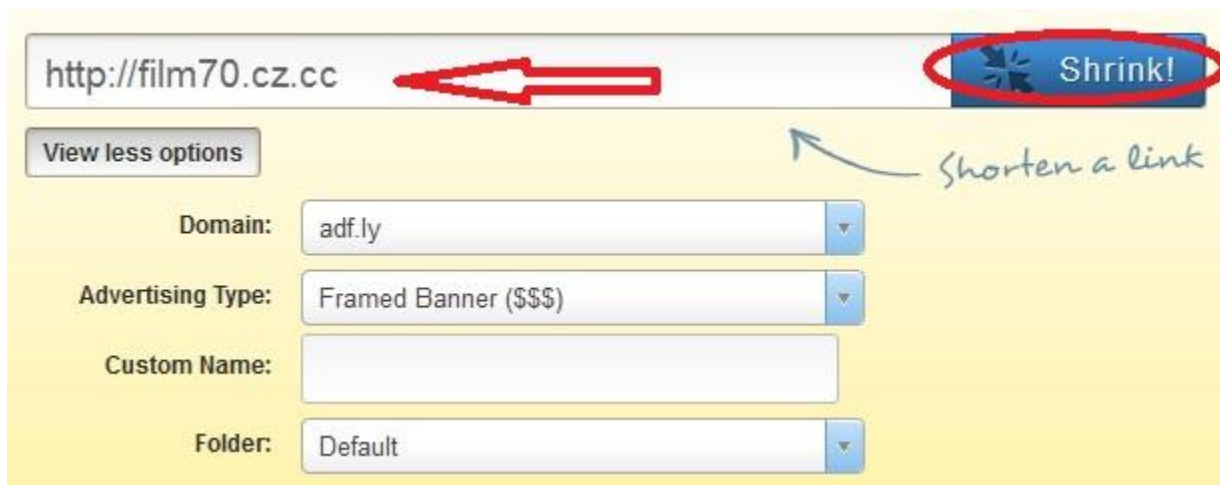 http://film70.cz.cc
Shrink!
View less options
Shorten a link
Domain:
adf.ly
Advertising Type:
Framed Banner ($$$)
Custom Name:
Folder:
Default